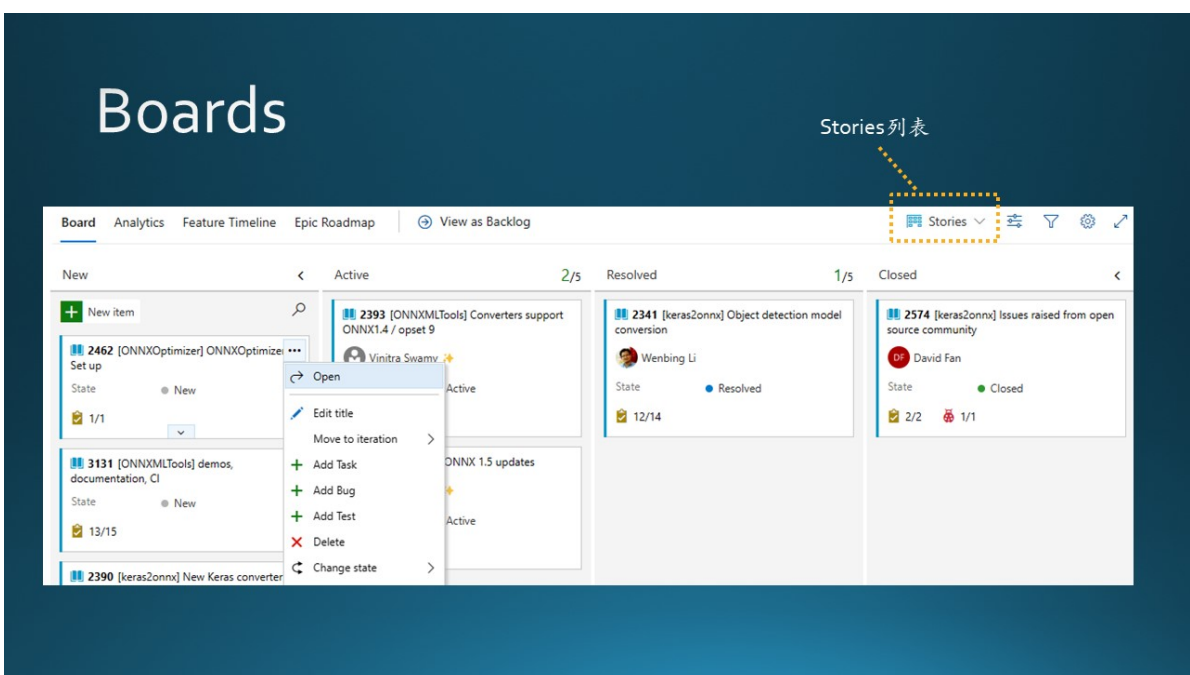 Boards
Stories列表
Board Analytics Feature Timeline Epic Roadmap View as Backlog Stories
New
Active 2/5
Resolved 1/5
Closed
New item
2462 [ONNXOptimizer] ONNXOptimize
Set up
State New
1/1
3131 [ONNXMLTools] demos,
documentation, CI
State New
13/15
2390 [keras2onnx] New Keras converter
Open
Edit title
Move to iteration
Add Task
Add Bug
Add Test
Delete
Change state
2393 [ONNXMLTools] Converters support
ONNX1.4 / opset 9
Vinitra Swamy
Active
ONNX 1.5 updates
Active
2341 [keras2onnx] Object detection model
conversion
Wenbing Li
State Resolved
12/14
2574 [keras2onnx] Issues raised from open
source community
DF David Fan
State Closed
2/2 1/1